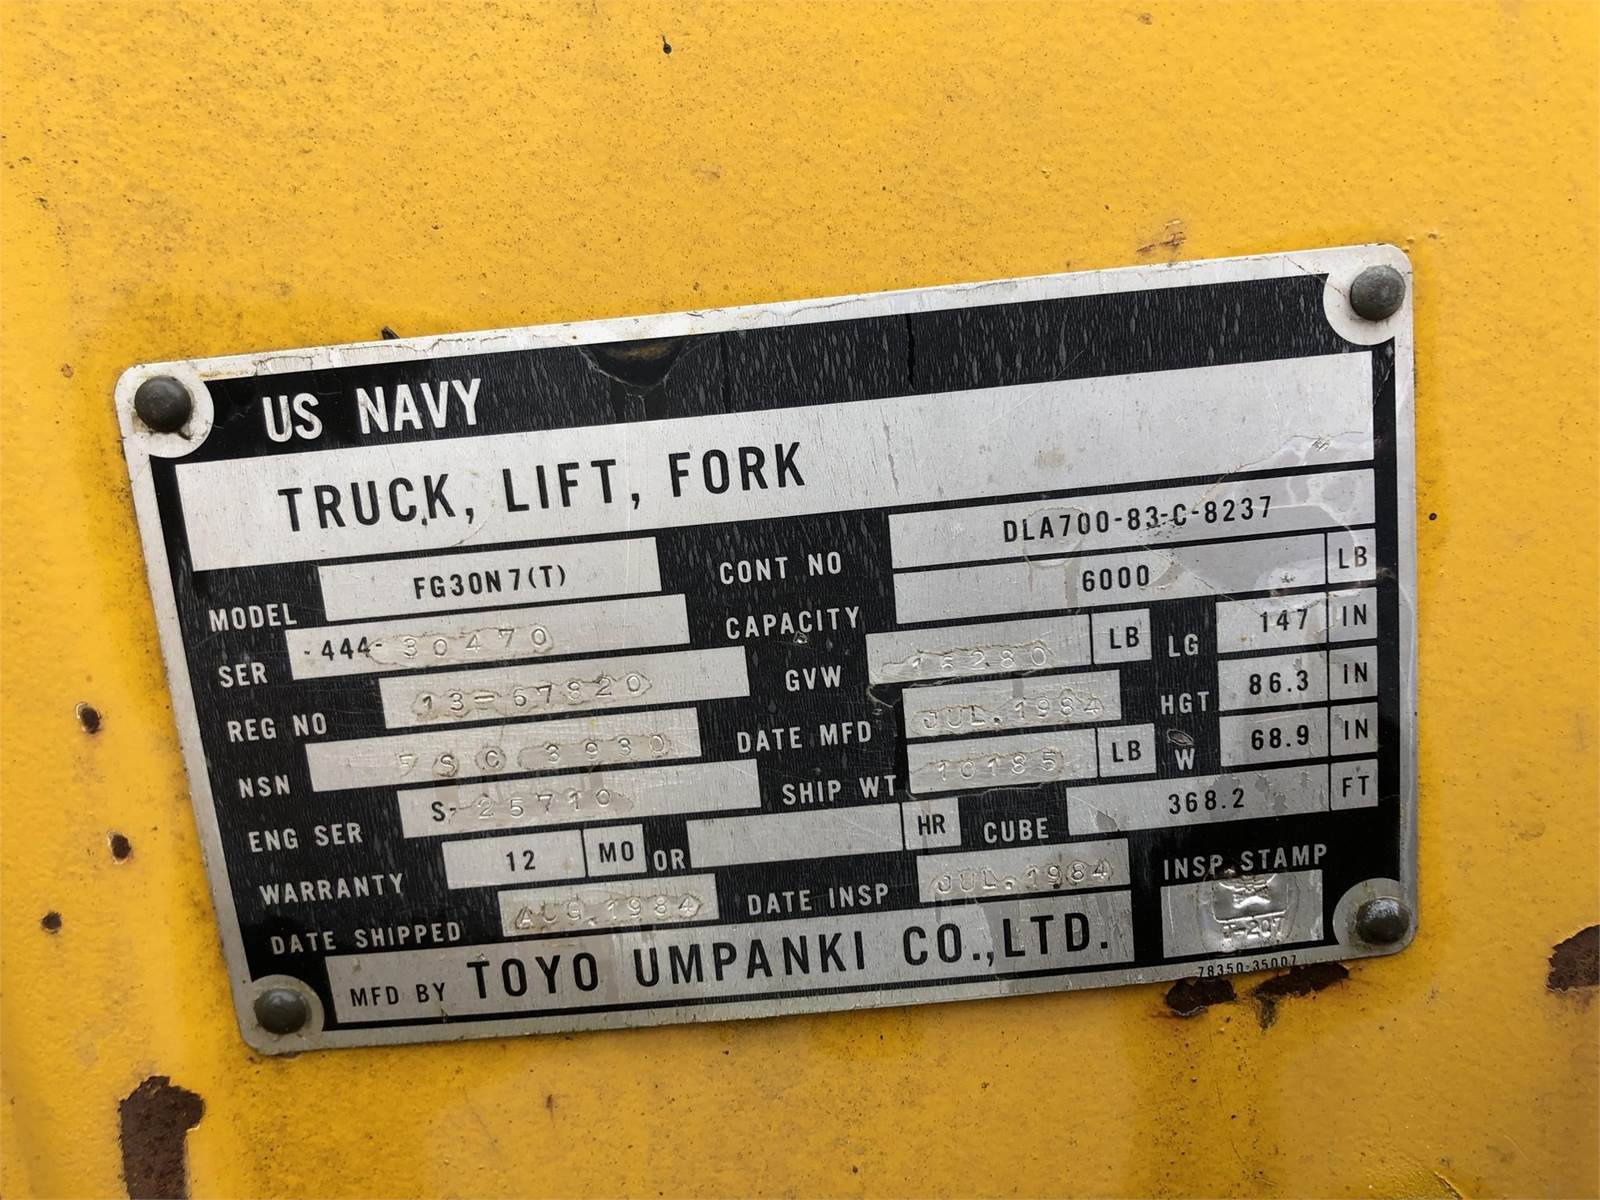 US NAVY
TRUCK, LIFT, FORK
MODEL FG30N7(T) CONT NO DLA700-83-C-8237
SER -444-30470 CAPACITY 6000 LB
REG NO 13-67820 GVW 16280 LB LG 147 IN
NSN FSC 3930 DATE MFD JUL.1984 HGT 86.3 IN
ENG SER S-25710 SHIP WT 10185 LB W 68.9 IN
WARRANTY 12 MO OR HR CUBE 368.2 FT
DATE SHIPPED AUG.1984 DATE INSP JUL.1984 INSP STAMP
MFD BY TOYO UMPANKI CO.,LTD.
78350-35007